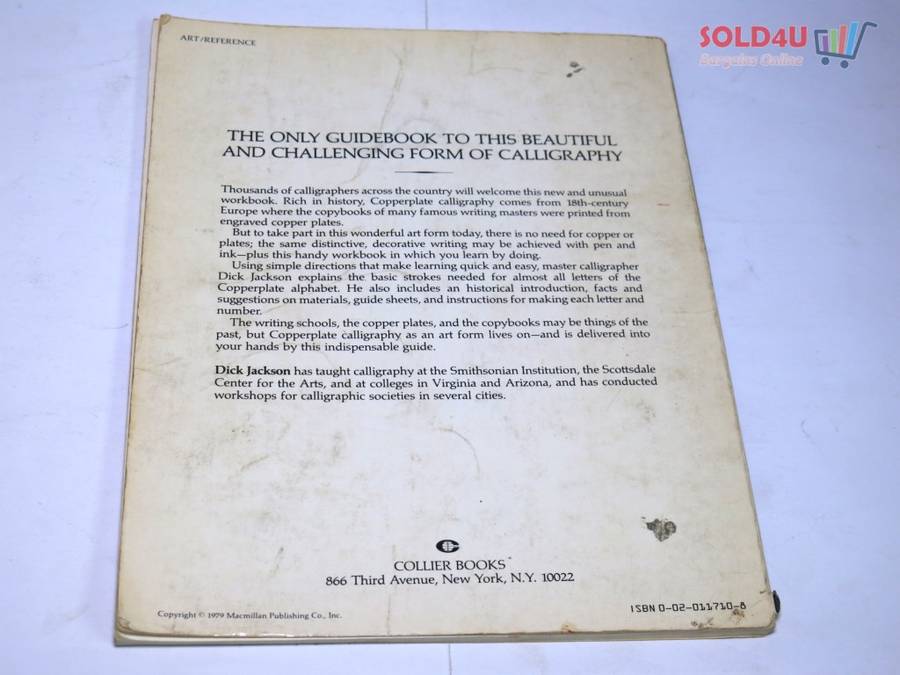 SOLD4U
Bargains Online
ART/REFERENCE
THE ONLY GUIDEBOOK TO THIS BEAUTIFUL
AND CHALLENGING FORM OF CALLIGRAPHY
Thousands of calligraphers across the country will welcome this new and unusual
workbook. Rich in history, Copperplate calligraphy comes from 18th-century
Europe where the copybooks of many famous writing masters were printed from
engraved copper plates.
But to take part in this wonderful art form today, there is no need for copper or
plates; the same distinctive, decorative writing may be achieved with pen and
ink—plus this handy workbook in which you learn by doing.
Using simple directions that make learning quick and easy, master calligrapher
Dick Jackson explains the basic strokes needed for almost all letters of the
Copperplate alphabet. He also includes an historical introduction, facts and
suggestions on materials, guide sheets, and instructions for making each letter and
number.
The writing schools, the copper plates, and the copybooks may be things of the
past, but Copperplate calligraphy as an art form lives on—and is delivered into
your hands by this indispensable guide.
Dick Jackson has taught calligraphy at the Smithsonian Institution, the Scottsdale
Center for the Arts, and at colleges in Virginia and Arizona, and has conducted
workshops for calligraphic societies in several cities.
COLLIER BOOKS
866 Third Avenue, New York, N.Y. 10022
Copyright © 1979 Macmillan Publishing Co., Inc.
ISBN 0-02-011710-8